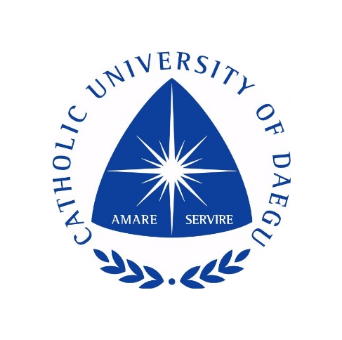 CATHOLIC UNIVERSITY OF DAEGU
AMARE SERVIRE